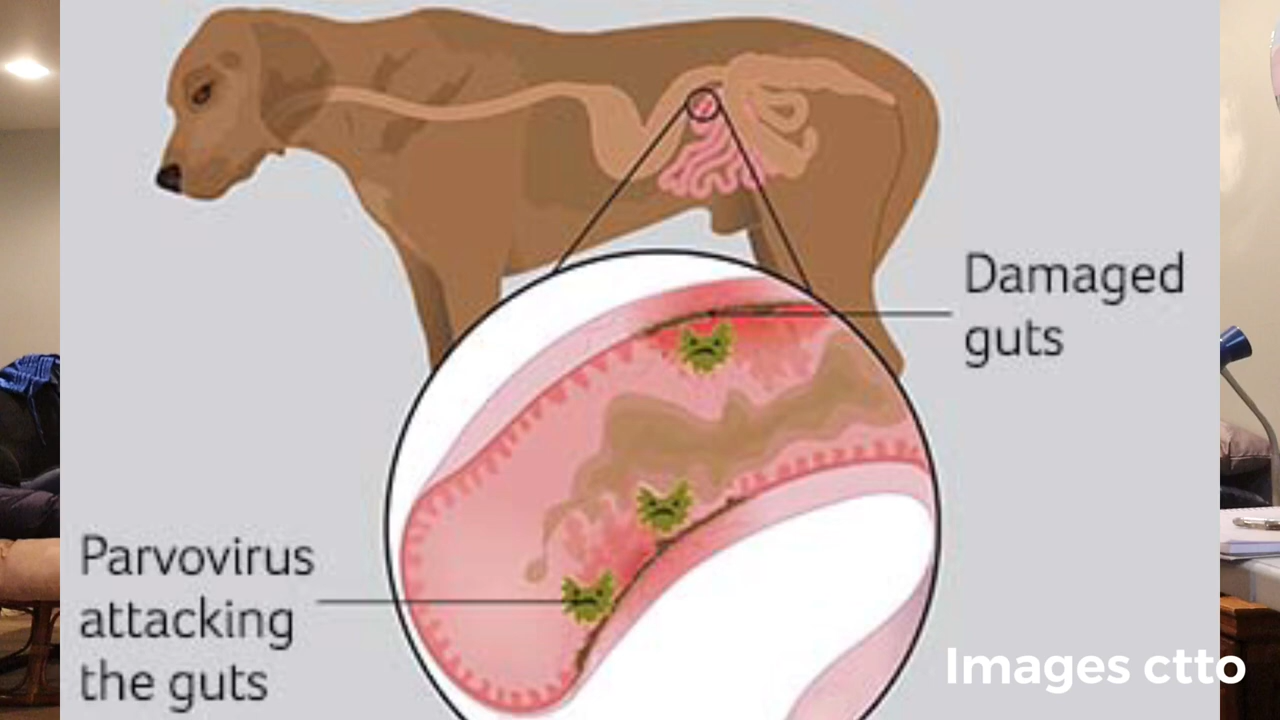 Damaged
guts
Parvovirus
attacking
the guts
Images ctto